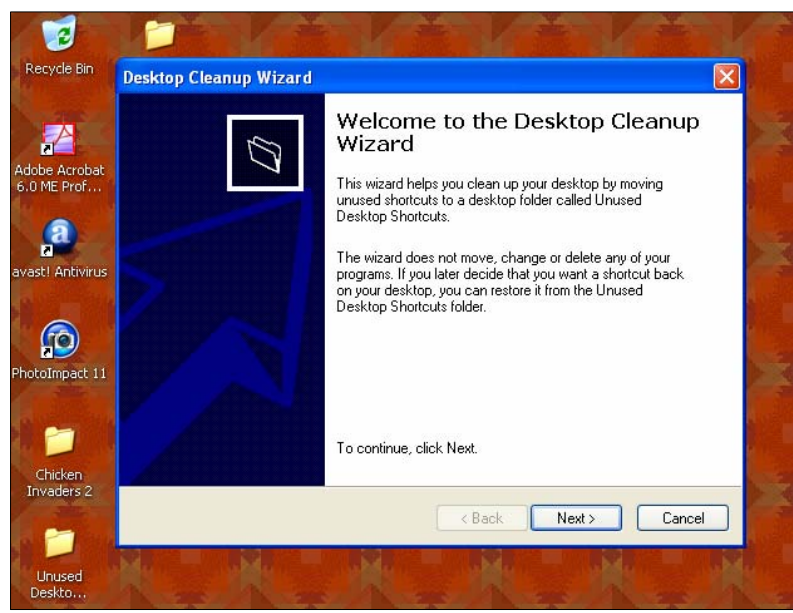 Recycle Bin
Adobe Acrobat
6.0 ME Prof...
avast! Antivirus
PhotoImpact 11
Chicken
Invaders 2
Unused
Deskto...
Desktop Cleanup Wizard
Welcome to the Desktop Cleanup
Wizard
This wizard helps you clean up your desktop by moving
unused shortcuts to a desktop folder called Unused
Desktop Shortcuts.
The wizard does not move, change or delete any of your
programs. If you later decide that you want a shortcut back
on your desktop, you can restore it from the Unused
Desktop Shortcuts folder.
To continue, click Next.
< Back
Next >
Cancel